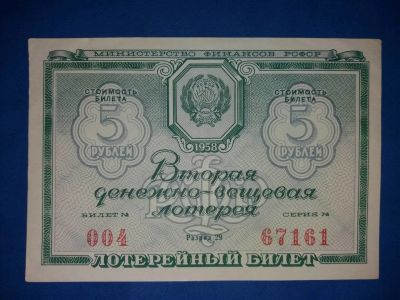 МИНИСТЕРСТВО ФИНАНСОВ РСФСР
СТОИМОСТЬ БИЛЕТА
5 РУБЛЕЙ
1958
СТОИМОСТЬ БИЛЕТА
5 РУБЛЕЙ
Вторая
денежно-вещевая
лотерея
БИЛЕТ №
СЕРИЯ №
004
Разряд 29
67161
ЛОТЕРЕЙНЫЙ БИЛЕТ